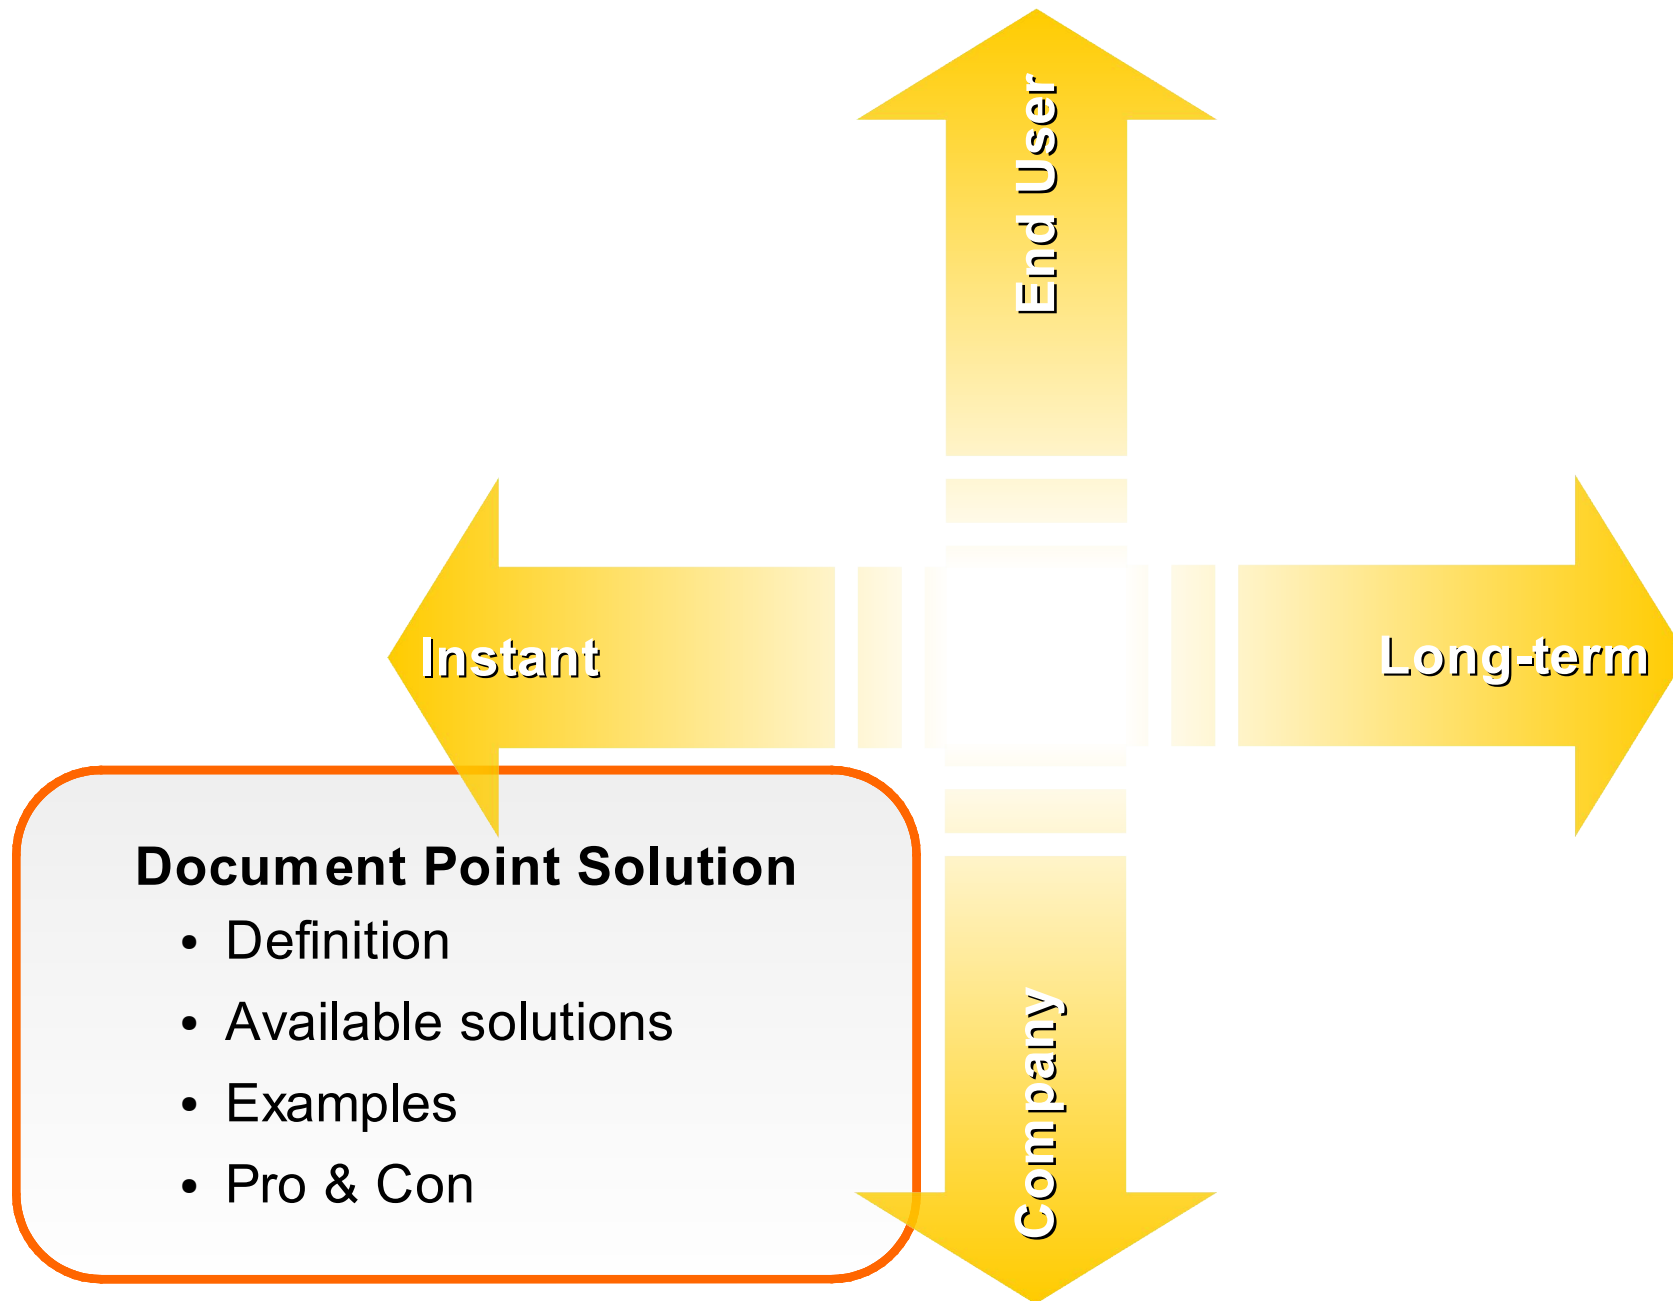 End User
Instant
Long-term
Document Point Solution
• Definition
• Available solutions
• Examples
• Pro & Con
Company